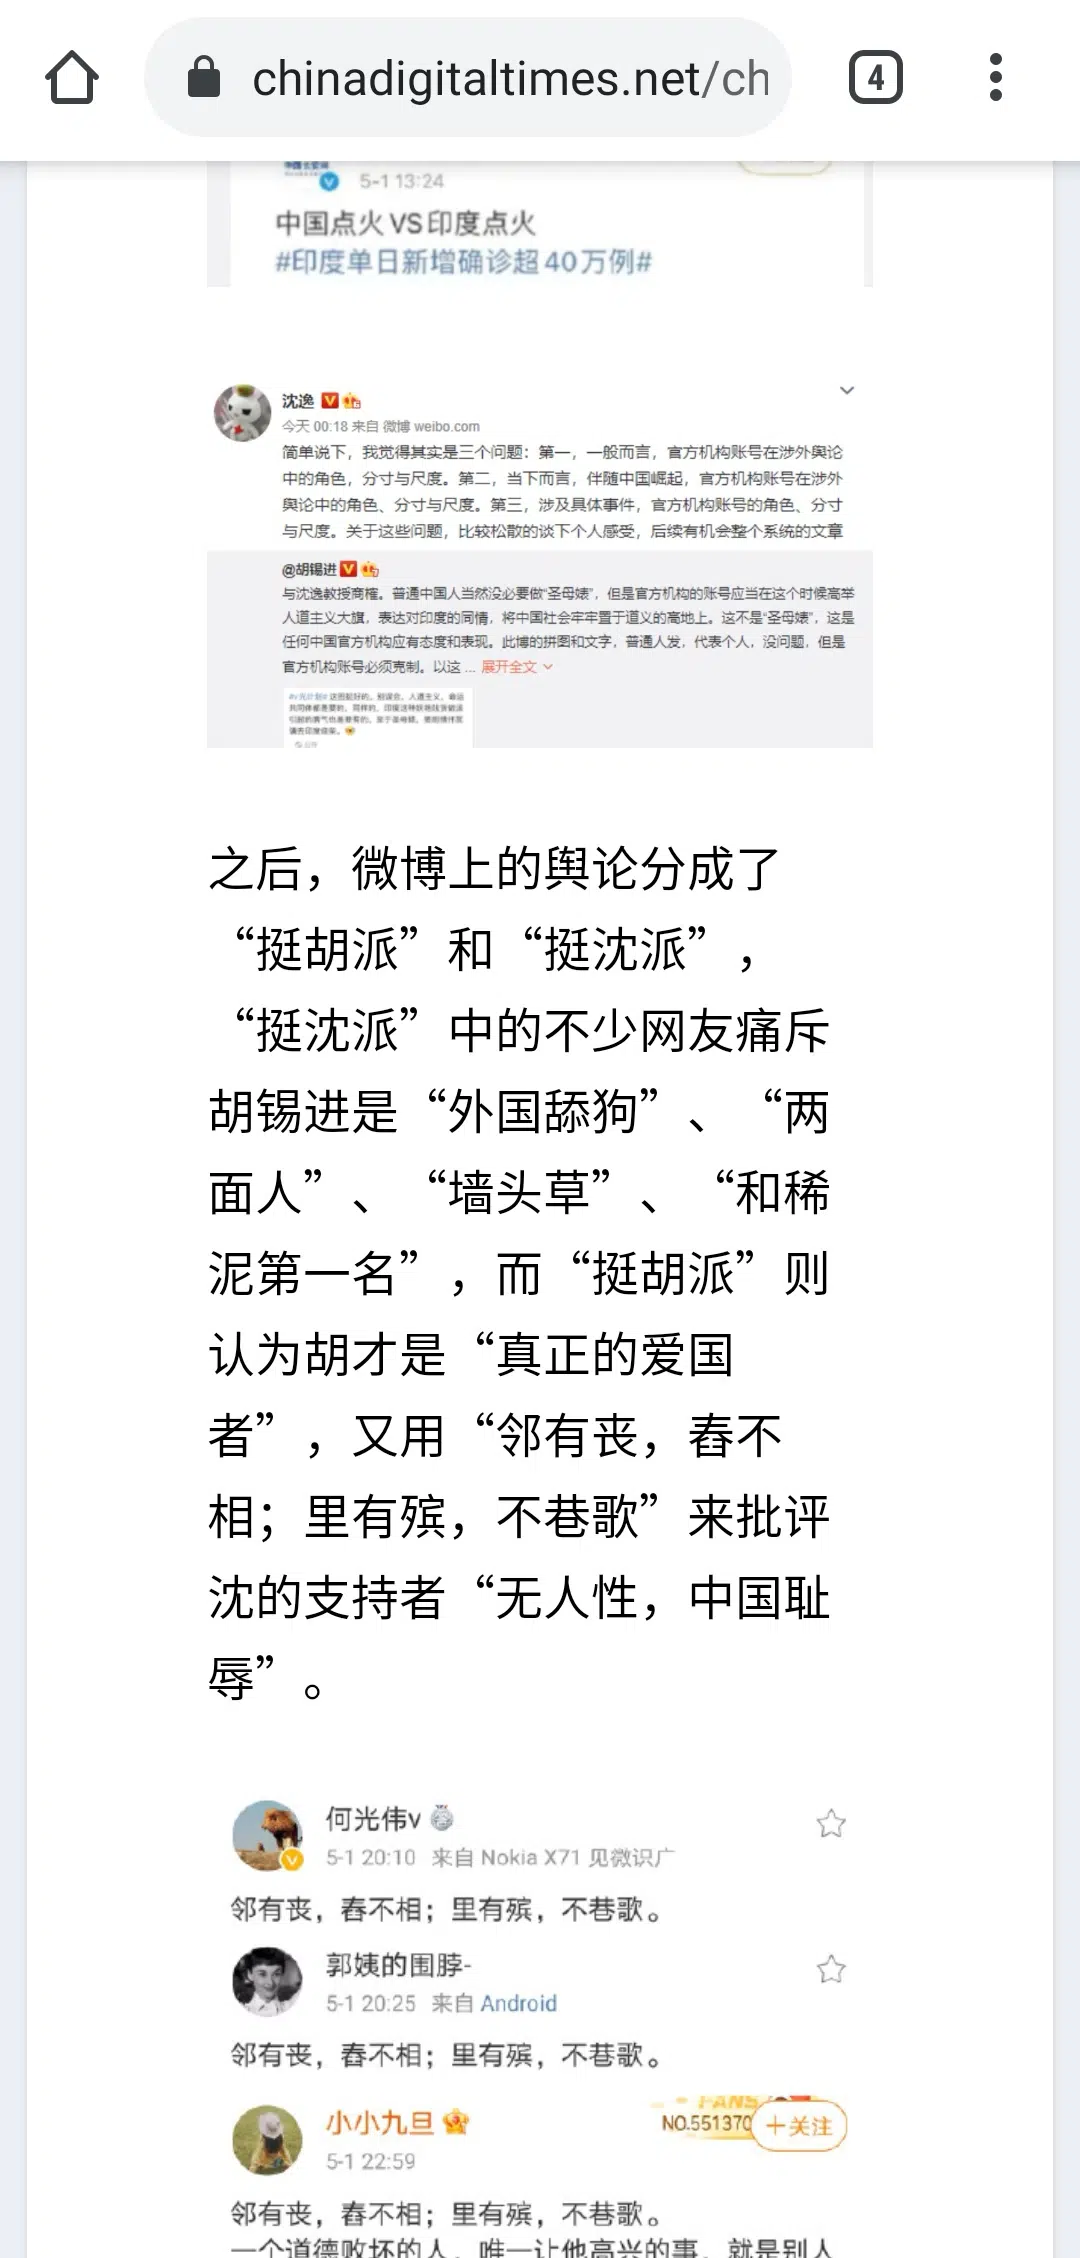 chinadigitaltimes.net/ch
4
5-1 13:24
中国点火VS印度点火
#印度单日新增确诊超40万例#
沈逸
今天 00:18 来自 微博 weibo.com
简单说下，我觉得其实是三个问题：第一，一般而言，官方机构账号在涉外舆论
中的角色，分寸与尺度。第二，当下而言，伴随中国崛起，官方机构账号在涉外
舆论中的角色、分寸与尺度。第三，涉及具体事件，官方机构账号的角色、分寸
与尺度。关于这些问题，比较松散的谈下个人感受，后续有机会整个系统的文章
@胡锡进
与沈逸教授商榷。普通中国人当然没必要做“圣母婊”，但是官方机构的账号应当在这个时候高举
人道主义大旗，表达对印度的同情，将中国社会牢牢置于道义的高地上。这不是“圣母婊”，这是
任何中国官方机构应有态度和表现。此博的拼图和文字，普通人发，代表个人，没问题，但是
官方机构账号必须克制。以这 ... 展开全文
之后，微博上的舆论分成了
“挺胡派”和“挺沈派”，
“挺沈派”中的不少网友痛斥
胡锡进是“外国舔狗”、“两
面人”、“墙头草”、“和稀
泥第一名”，而“挺胡派”则
认为胡才是“真正的爱国
者”，又用“邻有丧，舂不
相；里有殡，不巷歌”来批评
沈的支持者“无人性，中国耻
辱”。
何光伟v
5-1 20:10 来自 Nokia X71 见微识广
邻有丧，舂不相；里有殡，不巷歌。
郭姨的围脖-
5-1 20:25 来自 Android
邻有丧，舂不相；里有殡，不巷歌。
小小九旦
FANS
NO.551370
＋关注
5-1 22:59
邻有丧，舂不相；里有殡，不巷歌。
一个道德败坏的人，唯一让他高兴的事，就是别人